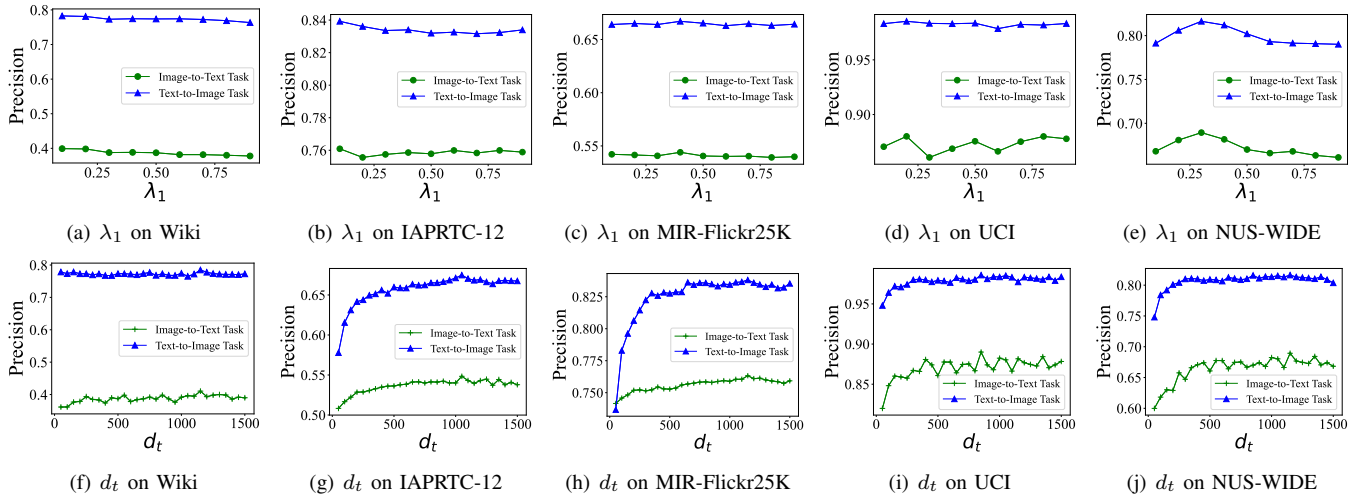 Precision
0.8
0.7
0.6
0.5
0.4
Image-to-Text Task
Text-to-Image Task
0.25 0.50 0.75
λ1
(a) λ1 on Wiki
Precision
0.84
0.82
0.80
0.78
0.76
Image-to-Text Task
Text-to-Image Task
0.25 0.50 0.75
λ1
(b) λ1 on IAPRTC-12
Precision
0.65
0.60
0.55
Image-to-Text Task
Text-to-Image Task
0.25 0.50 0.75
λ1
(c) λ1 on MIR-Flickr25K
Precision
0.95
0.90
Image-to-Text Task
Text-to-Image Task
0.25 0.50 0.75
λ1
(d) λ1 on UCI
Precision
0.80
0.75
0.70
Image-to-Text Task
Text-to-Image Task
0.25 0.50 0.75
λ1
(e) λ1 on NUS-WIDE
Precision
0.8
0.7
0.6
0.5
0.4
Image-to-Text Task
Text-to-Image Task
0 500 1000 1500
dt
(f) dt on Wiki
Precision
0.65
0.60
0.55
0.50
Image-to-Text Task
Text-to-Image Task
0 500 1000 1500
dt
(g) dt on IAPRTC-12
Precision
0.825
0.800
0.775
0.750
Image-to-Text Task
Text-to-Image Task
0 500 1000 1500
dt
(h) dt on MIR-Flickr25K
Precision
0.95
0.90
0.85
Image-to-Text Task
Text-to-Image Task
0 500 1000 1500
dt
(i) dt on UCI
Precision
0.80
0.75
0.70
0.65
0.60
Image-to-Text Task
Text-to-Image Task
0 500 1000 1500
dt
(j) dt on NUS-WIDE